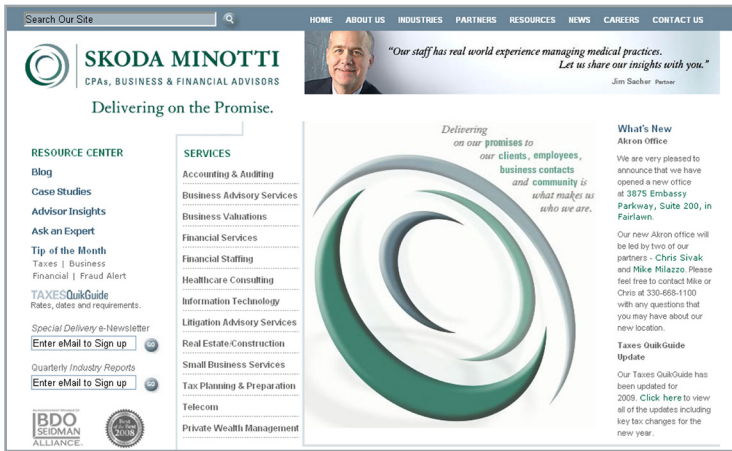 Search Our Site
HOME ABOUT US INDUSTRIES PARTNERS RESOURCES NEWS CAREERS CONTACT US
SKODA MINOTTI
CPAs, BUSINESS & FINANCIAL ADVISORS
Delivering on the Promise.
"Our staff has real world experience managing medical practices.
Let us share our insights with you."
Jim Sacher Partner
RESOURCE CENTER
Blog
Case Studies
Advisor Insights
Ask an Expert
Tip of the Month
Taxes | Business
Financial | Fraud Alert
TAXESQuikGuide
Rates, dates and requirements.
Special Delivery e-Newsletter
Enter eMail to Sign up GO
Quarterly Industry Reports
Enter eMail to Sign up GO
BDO
SEIDMAN
ALLIANCE
Best
of the Best
2008
SERVICES
Accounting & Auditing
Business Advisory Services
Business Valuations
Financial Services
Financial Staffing
Healthcare Consulting
Information Technology
Litigation Advisory Services
Real Estate/Construction
Small Business Services
Tax Planning & Preparation
Telecom
Private Wealth Management
Delivering
on our promises to
our clients, employees,
business contacts
and community is
what makes us
who we are.
What's New
Akron Office
We are very pleased to
announce that we have
opened a new office
at 3875 Embassy
Parkway, Suite 200, in
Fairlawn.
Our new Akron office will
be led by two of our
partners - Chris Sivak
and Mike Milazzo. Please
feel free to contact Mike or
Chris at 330-668-1100
with any questions that
you may have about our
new location.
Taxes QuikGuide
Update
Our Taxes QuikGuide has
been updated for
2009. Click here to view
all of the updates including
key tax changes for the
new year.